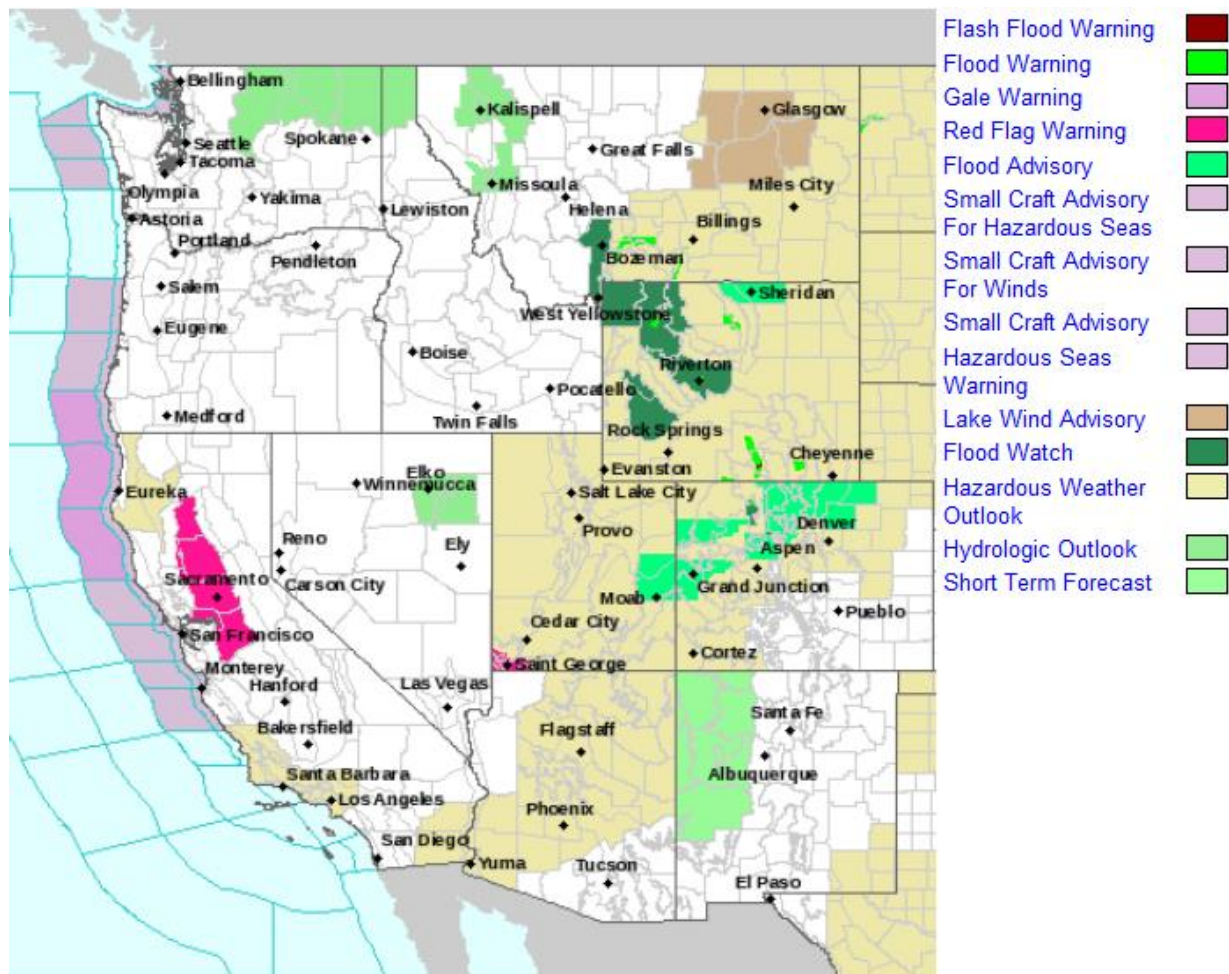 Bellingham
Seattle
Tacoma
Olympia
Spokane
Yakima
Astoria
Portland
Pendleton
Lewiston
Salem
Eugene
Medford
Kalispell
Missoula
Great Falls
Helena
Glasgow
Miles City
Billings
Bozeman
West Yellowstone
Sheridan
Boise
Pocatello
Twin Falls
Riverton
Rock Springs
Evanston
Cheyenne
Eureka
Winnemucca
Elko
Salt Lake City
Provo
Reno
Carson City
Ely
Sacramento
San Francisco
Monterey
Hanford
Bakersfield
Santa Barbara
Los Angeles
San Diego
Las Vegas
Cedar City
Saint George
Moab
Grand Junction
Aspen
Denver
Pueblo
Cortez
Flagstaff
Phoenix
Yuma
Tucson
Santa Fe
Albuquerque
El Paso
Flash Flood Warning
Flood Warning
Gale Warning
Red Flag Warning
Flood Advisory
Small Craft Advisory
For Hazardous Seas
Small Craft Advisory
For Winds
Small Craft Advisory
Hazardous Seas
Warning
Lake Wind Advisory
Flood Watch
Hazardous Weather
Outlook
Hydrologic Outlook
Short Term Forecast